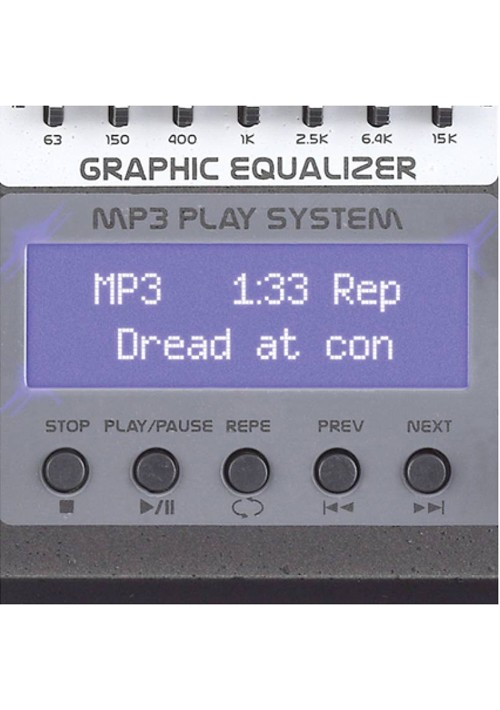 63 150 400 1K 2.5K 6.4K 15K
GRAPHIC EQUALIZER
MP3 PLAY SYSTEM
MP3 1:33 Rep
Dread at con
STOP PLAY/PAUSE REPE PREV NEXT